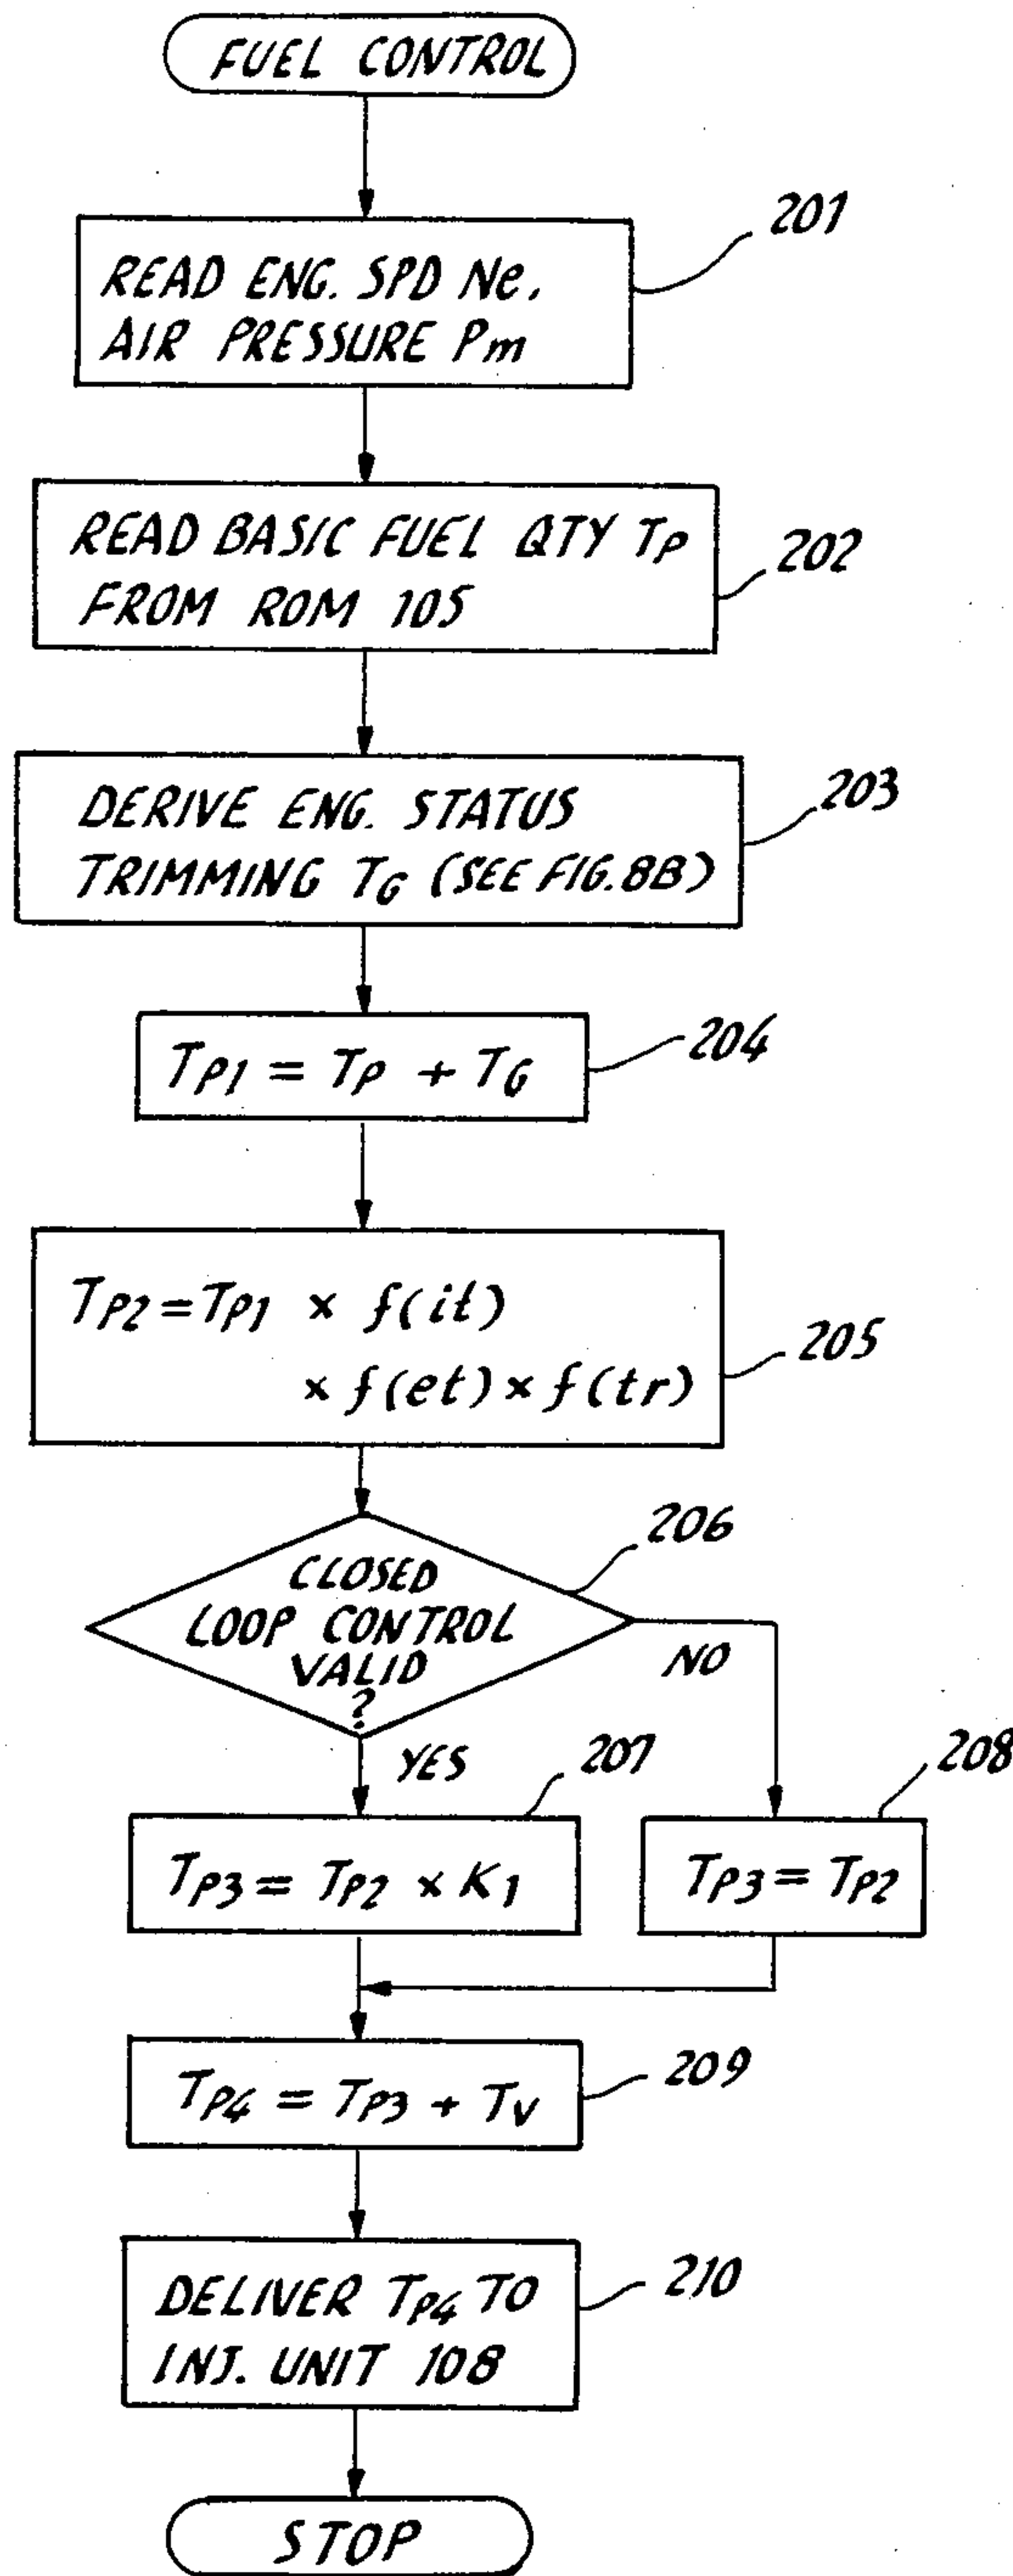 FUEL CONTROL
201
READ ENG. SPD Ne,
AIR PRESSURE Pm
READ BASIC FUEL QTY TP
FROM ROM 105
202
DERIVE ENG. STATUS
TRIMMING TG (SEE FIG. 8B)
203
TP1 = TP + TG
204
TP2 = TP1 × f(it)
× f(et) × f(tr)
205
206
CLOSED
LOOP CONTROL
VALID
?
NO
YES
207
208
TP3 = TP2 × K1
TP3 = TP2
TP4 = TP3 + TV
209
DELIVER TP4 TO
INJ. UNIT 108
210
STOP